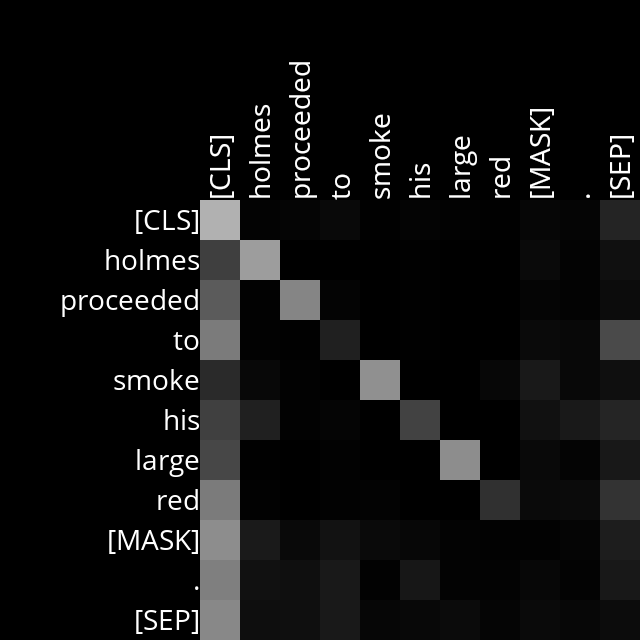 [CLS]
holmes
proceeded
to
smoke
his
large
red
[MASK]
.
[SEP]
[CLS]
holmes
proceeded
to
smoke
his
large
red
[MASK]
.
[SEP]